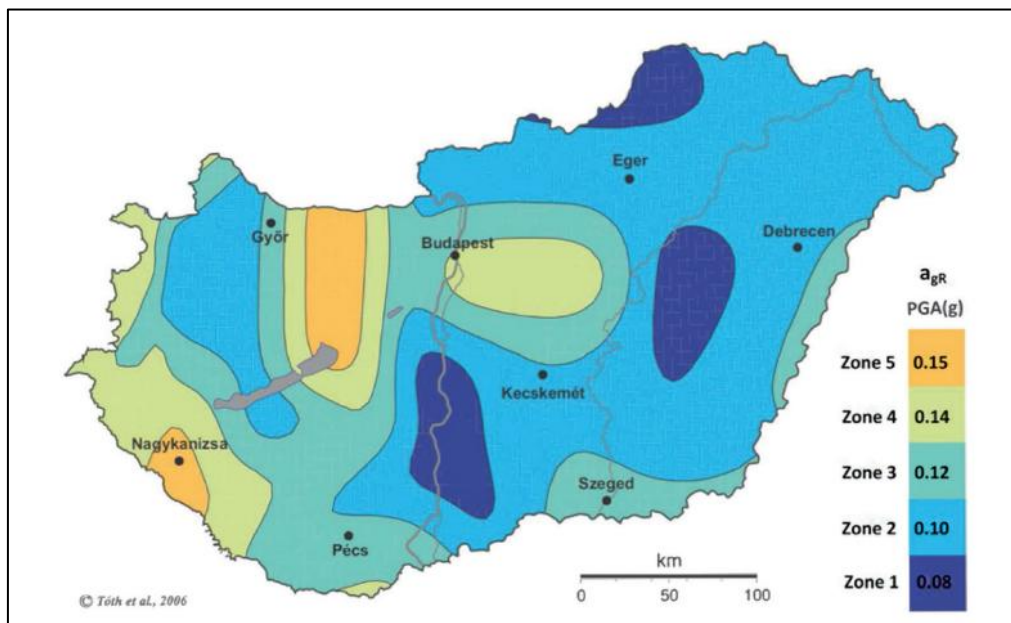 Eger
Debrecen
Győr
Budapest
Kecskemét
Nagykanizsa
Szeged
Pécs
a_gR
PGA(g)
Zone 5 0.15
Zone 4 0.14
Zone 3 0.12
Zone 2 0.10
Zone 1 0.08
km
0 50 100
© Tóth et al., 2006